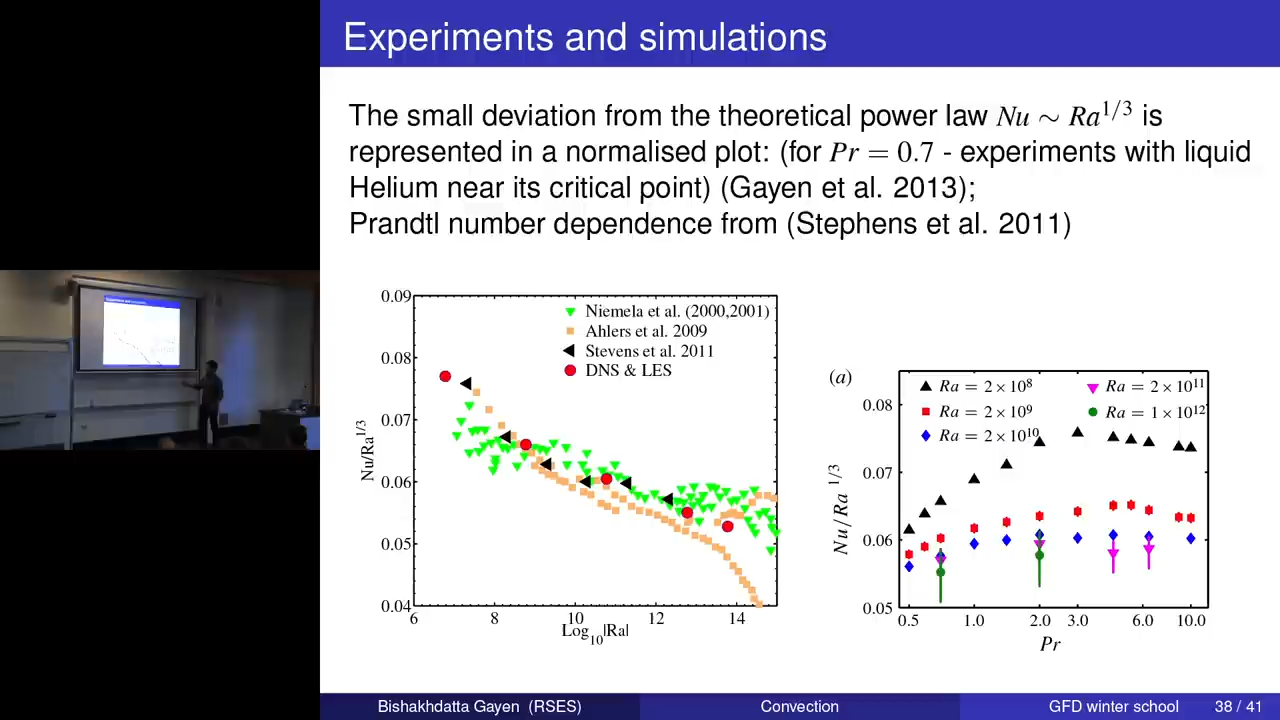 Experiments and simulations
The small deviation from the theoretical power law Nu ∼ Ra^{1/3} is
represented in a normalised plot: (for Pr = 0.7 - experiments with liquid
Helium near its critical point) (Gayen et al. 2013);
Prandtl number dependence from (Stephens et al. 2011)
0.09
0.08
0.07
0.06
0.05
0.04
Nu/Ra^{1/3}
Niemela et al. (2000,2001)
Ahlers et al. 2009
Stevens et al. 2011
DNS & LES
6 8 10 12 14
Log_{10}|Ra|
(a)
Ra = 2 × 10^8
Ra = 2 × 10^9
Ra = 2 × 10^{10}
Ra = 2 × 10^{11}
Ra = 1 × 10^{12}
0.08
0.07
0.06
0.05
Nu/Ra^{1/3}
0.5 1.0 2.0 3.0 6.0 10.0
Pr
Bishakhdatta Gayen (RSES) Convection GFD winter school 38 / 41